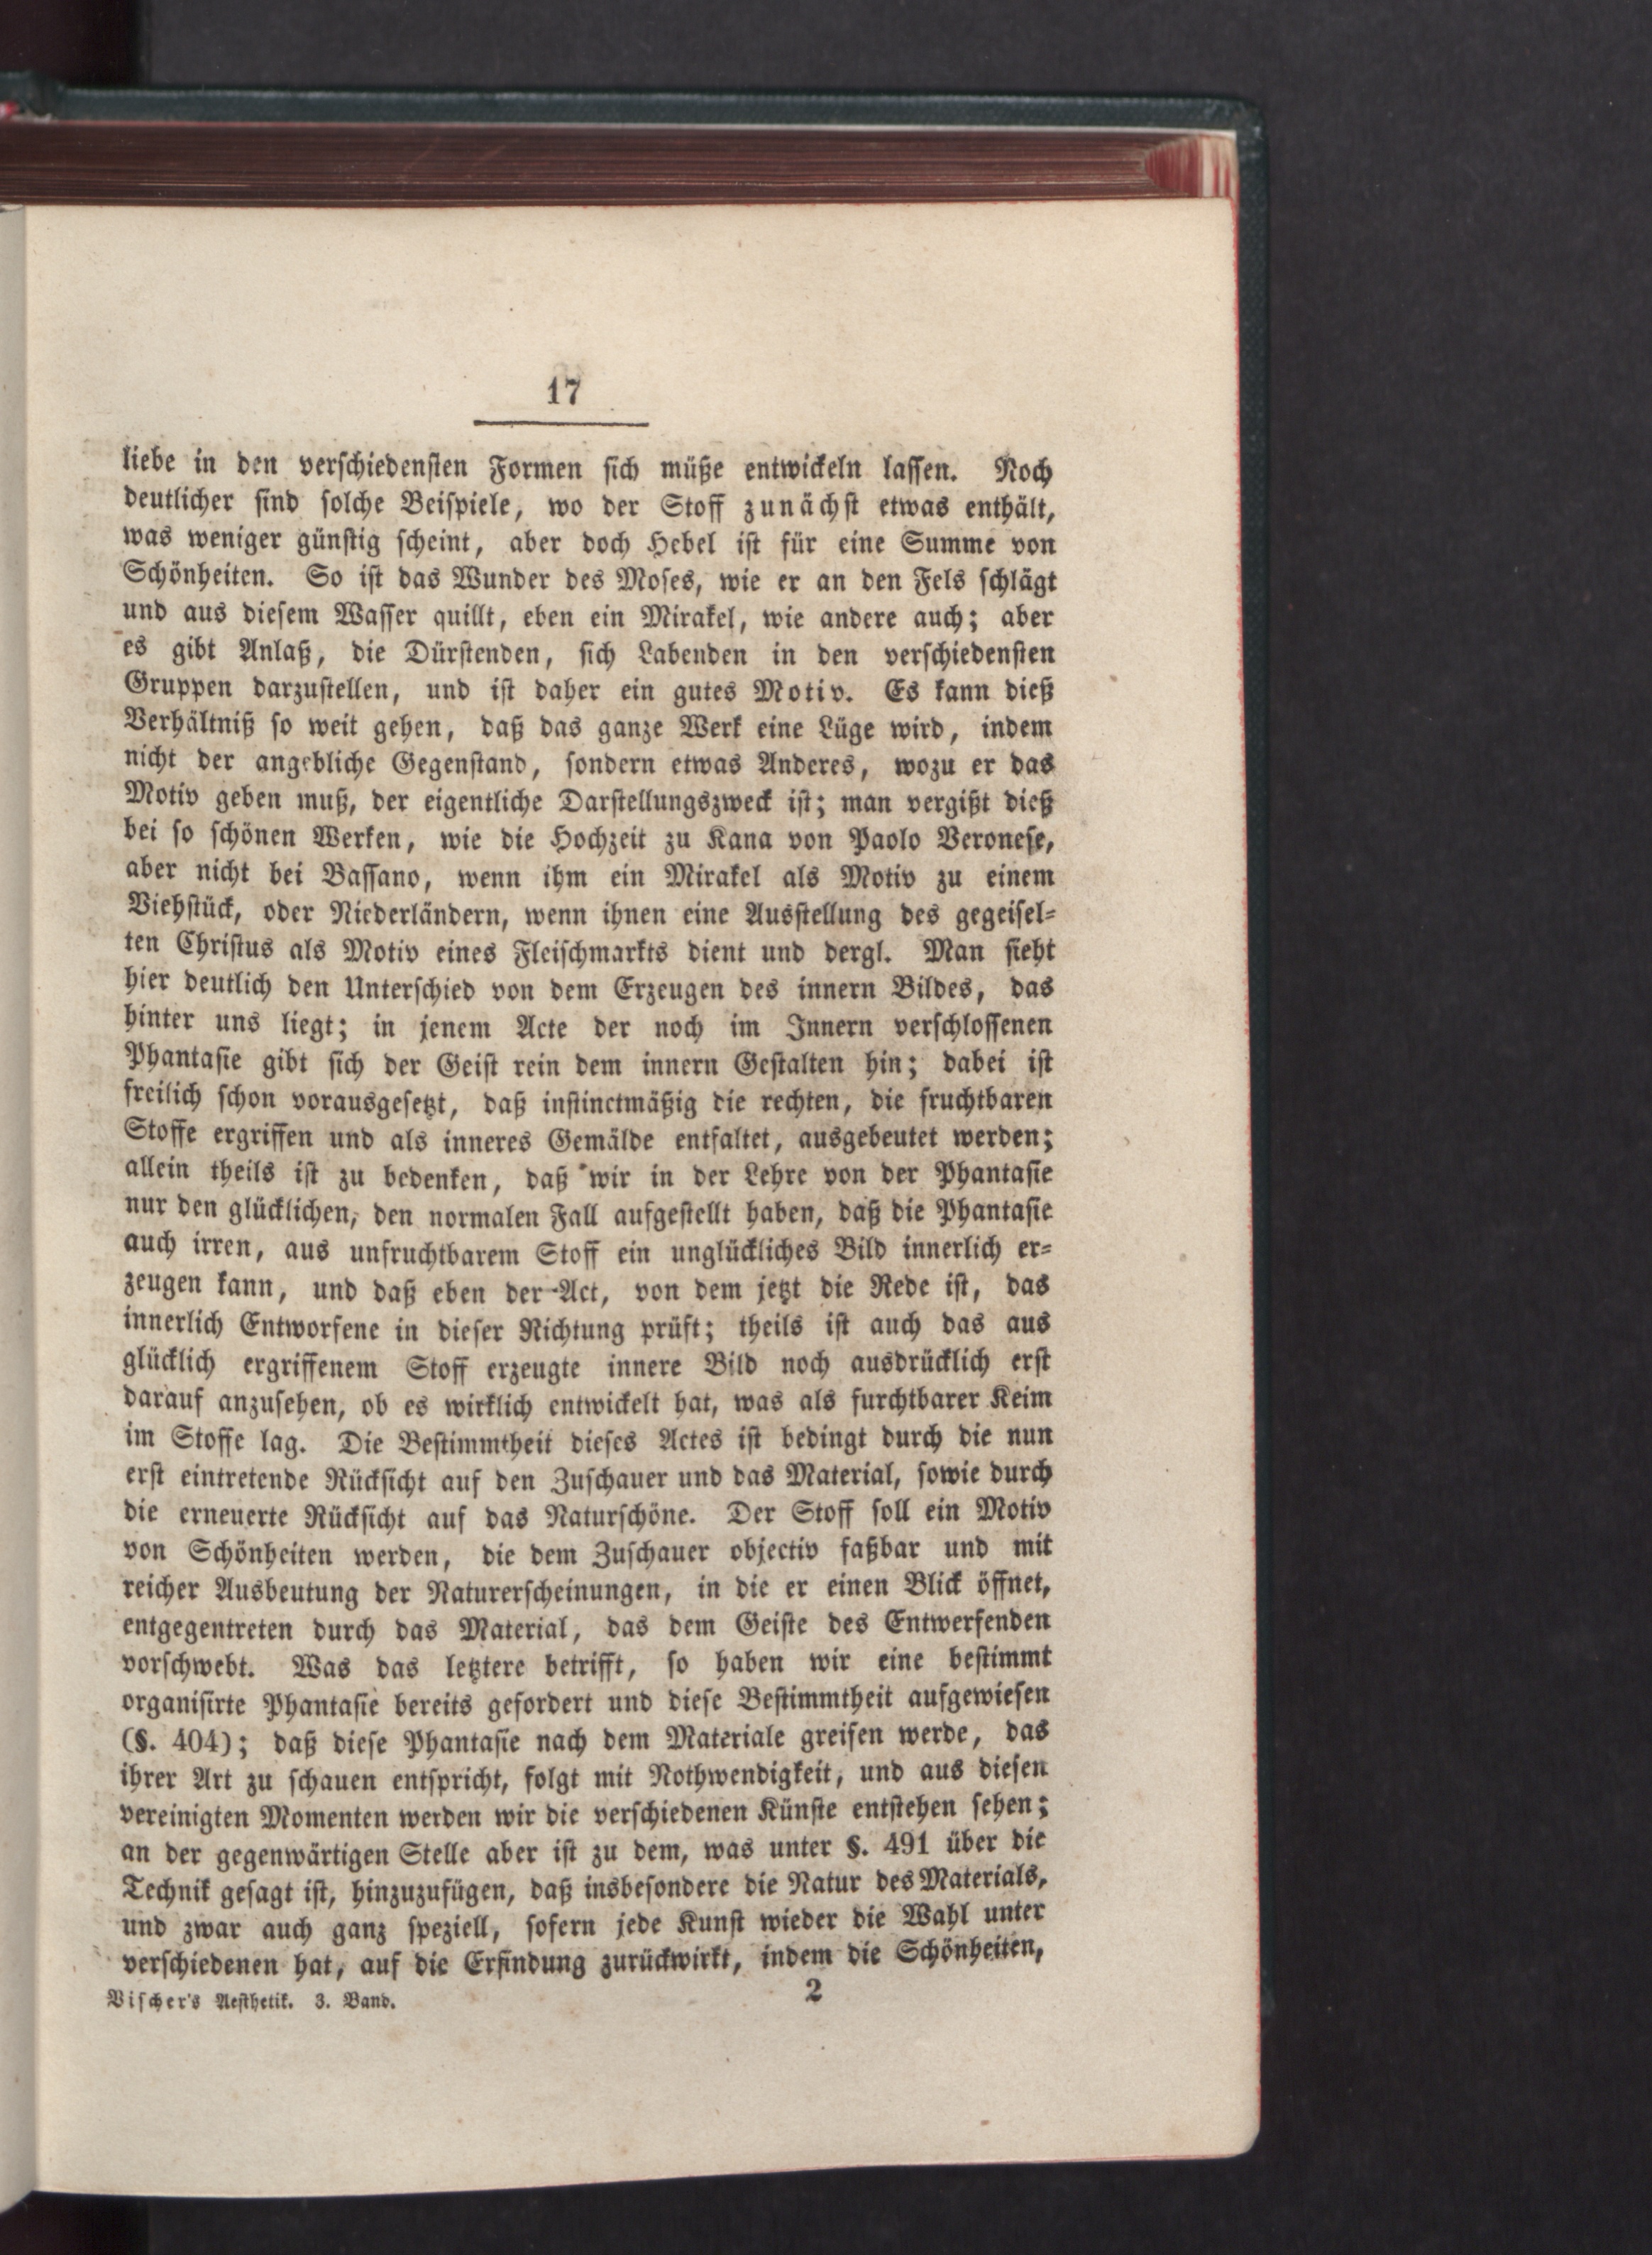 17
liebe in den verschiedensten Formen sich müße entwickeln lassen. Noch
deutlicher sind solche Beispiele, wo der Stoff zunächst etwas enthält,
was weniger günstig scheint, aber doch Hebel ist für eine Summe von
Schönheiten. So ist das Wunder des Moses, wie er an den Fels schlägt
und aus diesem Wasser quillt, eben ein Mirakel, wie andere auch; aber
es gibt Anlaß, die Dürstenden, sich Labenden in den verschiedensten
Gruppen darzustellen, und ist daher ein gutes Motiv. Es kann dieß
Verhältniß so weit gehen, daß das ganze Werk eine Lüge wird, indem
nicht der angebliche Gegenstand, sondern etwas Anderes, wozu er das
Motiv geben muß, der eigentliche Darstellungszweck ist; man vergißt dieß
bei so schönen Werken, wie die Hochzeit zu Kana von Paolo Veronese,
aber nicht bei Bassano, wenn ihm ein Mirakel als Motiv zu einem
Viehstück, oder Niederländern, wenn ihnen eine Ausstellung des gegeisel-
ten Christus als Motiv eines Fleischmarkts dient und dergl. Man sieht
hier deutlich den Unterschied von dem Erzeugen des innern Bildes, das
hinter uns liegt; in jenem Acte der noch im Innern verschlossenen
Phantasie gibt sich der Geist rein dem innern Gestalten hin; dabei ist
freilich schon vorausgesetzt, daß instinctmäßig die rechten, die fruchtbaren
Stoffe ergriffen und als inneres Gemälde entfaltet, ausgebeutet werden;
allein theils ist zu bedenken, daß wir in der Lehre von der Phantasie
nur den glücklichen, den normalen Fall aufgestellt haben, daß die Phantasie
auch irren, aus unfruchtbarem Stoff ein unglückliches Bild innerlich er-
zeugen kann, und daß eben der Act, von dem jetzt die Rede ist, das
innerlich Entworfene in dieser Richtung prüft; theils ist auch das aus
glücklich ergriffenem Stoff erzeugte innere Bild noch ausdrücklich erst
darauf anzusehen, ob es wirklich entwickelt hat, was als furchtbarer Keim
im Stoffe lag. Die Bestimmtheit dieses Actes ist bedingt durch die nun
erst eintretende Rücksicht auf den Zuschauer und das Material, sowie durch
die erneuerte Rücksicht auf das Naturschöne. Der Stoff soll ein Motiv
von Schönheiten werden, die dem Zuschauer objectiv faßbar und mit
reicher Ausbeutung der Naturerscheinungen, in die er einen Blick öffnet,
entgegentreten durch das Material, das dem Geiste des Entwerfenden
vorschwebt. Was das letztere betrifft, so haben wir eine bestimmt
organisirte Phantasie bereits gefordert und diese Bestimmtheit aufgewiesen
(§. 404); daß diese Phantasie nach dem Materiale greifen werde, das
ihrer Art zu schauen entspricht, folgt mit Nothwendigkeit, und aus diesen
vereinigten Momenten werden wir die verschiedenen Künste entstehen sehen;
an der gegenwärtigen Stelle aber ist zu dem, was unter §. 491 über die
Technik gesagt ist, hinzuzufügen, daß insbesondere die Natur des Materials,
und zwar auch ganz speziell, sofern jede Kunst wieder die Wahl unter
verschiedenen hat, auf die Erfindung zurückwirkt, indem die Schönheiten,
Vischer's Aesthetik. 3. Band. 2